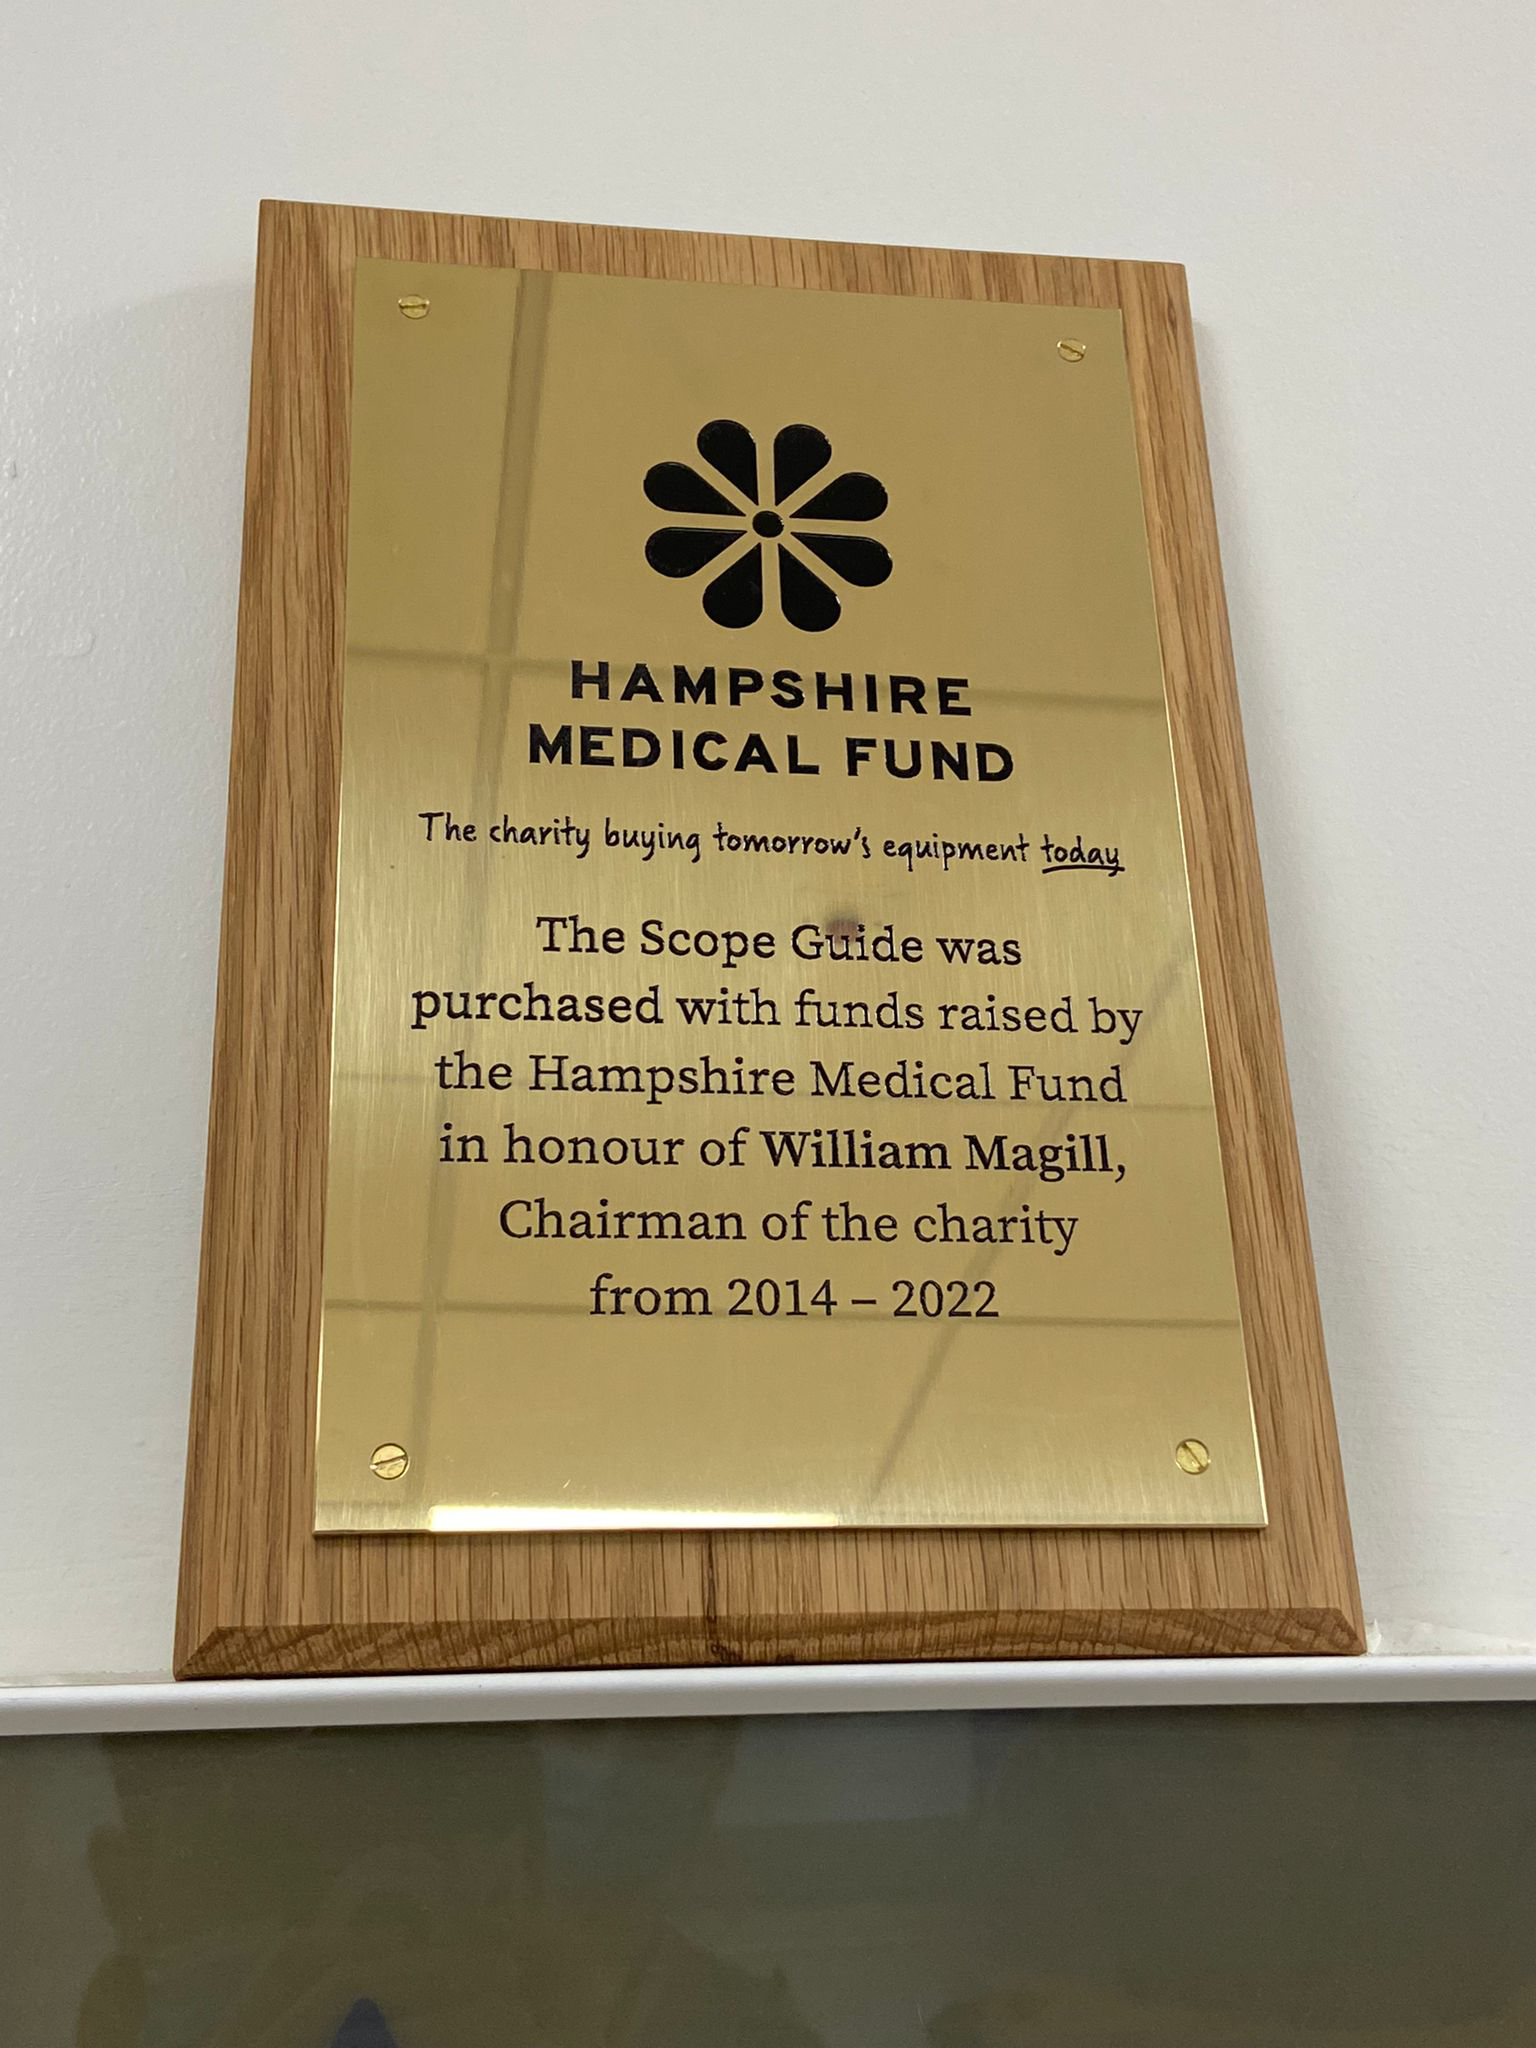 HAMPSHIRE
MEDICAL FUND
The charity buying tomorrow's equipment today
The Scope Guide was
purchased with funds raised by
the Hampshire Medical Fund
in honour of William Magill,
Chairman of the charity
from 2014 – 2022